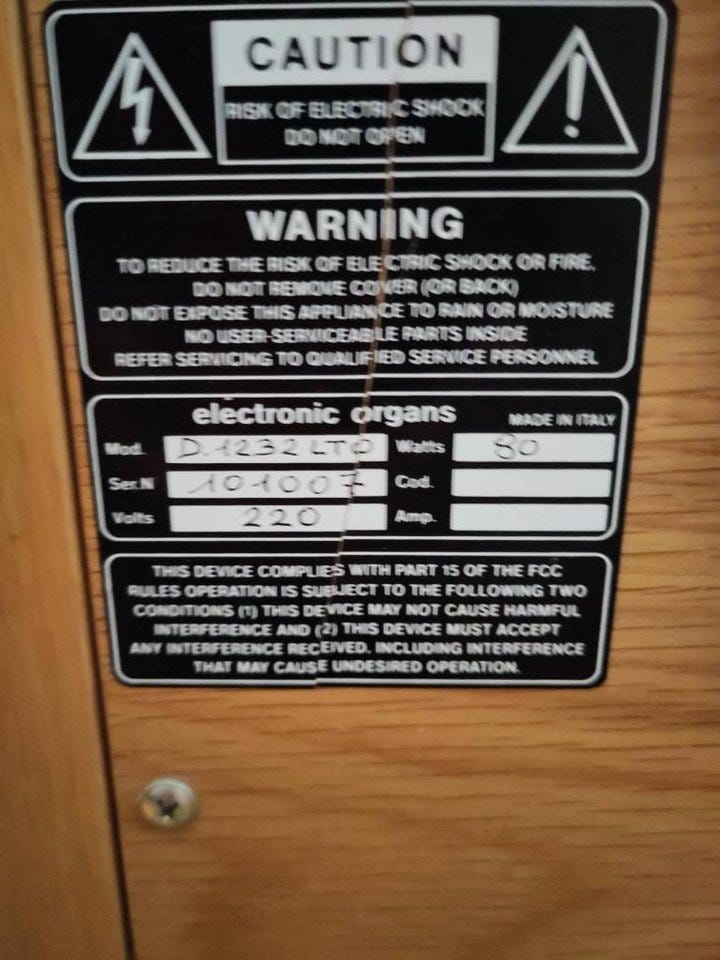 CAUTION
RISK OF ELECTRIC SHOCK
DO NOT OPEN
WARNING
TO REDUCE THE RISK OF ELECTRIC SHOCK OR FIRE,
DO NOT REMOVE COVER (OR BACK)
DO NOT EXPOSE THIS APPLIANCE TO RAIN OR MOISTURE
NO USER-SERVICEABLE PARTS INSIDE
REFER SERVICING TO QUALIFIED SERVICE PERSONNEL
electronic organs MADE IN ITALY
Mod. D.1232 LTO Watts 80
Ser.N 101007 Cod.
Volts 220 Amp.
THIS DEVICE COMPLIES WITH PART 15 OF THE FCC
RULES OPERATION IS SUBJECT TO THE FOLLOWING TWO
CONDITIONS (1) THIS DEVICE MAY NOT CAUSE HARMFUL
INTERFERENCE AND (2) THIS DEVICE MUST ACCEPT
ANY INTERFERENCE RECEIVED. INCLUDING INTERFERENCE
THAT MAY CAUSE UNDESIRED OPERATION.